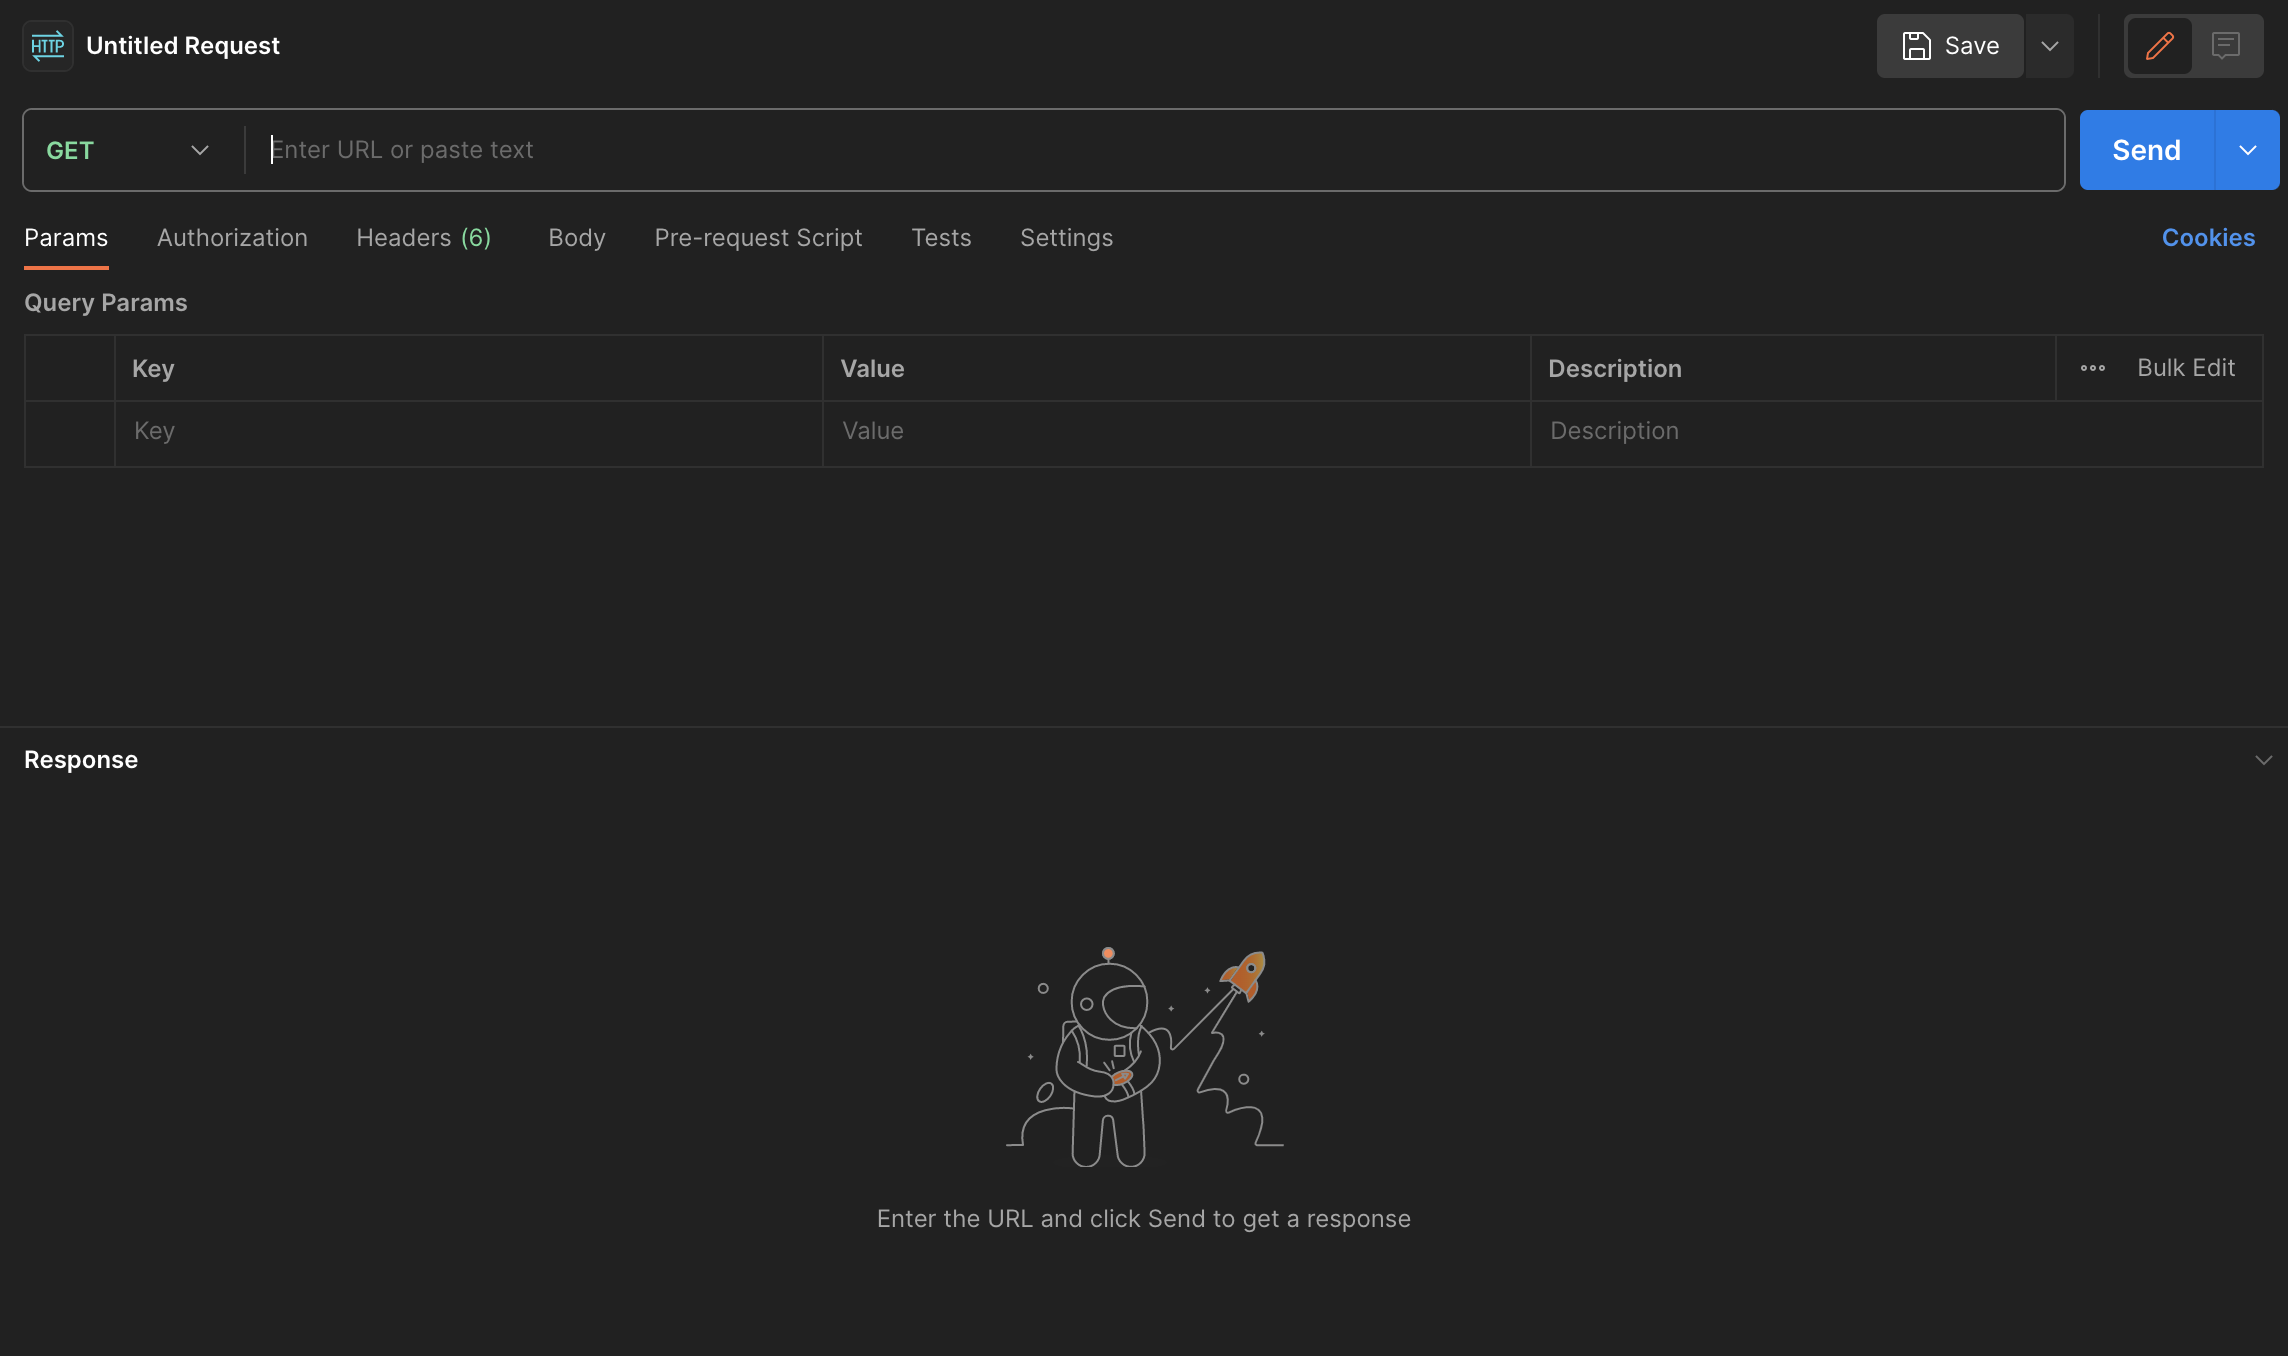 HTTP Untitled Request Save
GET Enter URL or paste text Send
Params Authorization Headers (6) Body Pre-request Script Tests Settings Cookies
Query Params
Key Value Description Bulk Edit
Key Value Description
Response
Enter the URL and click Send to get a response